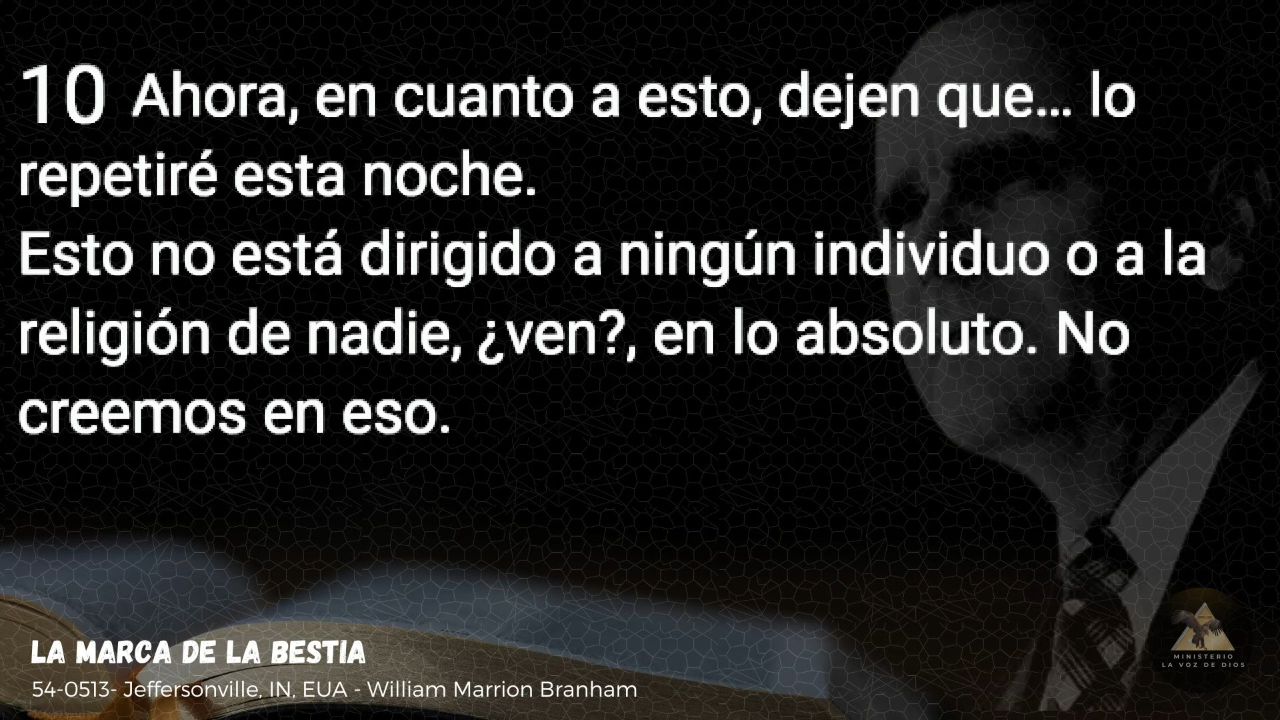 10 Ahora, en cuanto a esto, dejen que... lo
repetiré esta noche.
Esto no está dirigido a ningún individuo o a la
religión de nadie, ¿ven?, en lo absoluto. No
creemos en eso.
LA MARCA DE LA BESTIA
54-0513- Jeffersonville, IN, EUA - William Marrion Branham
MINISTERIO
LA VOZ DE DIOS